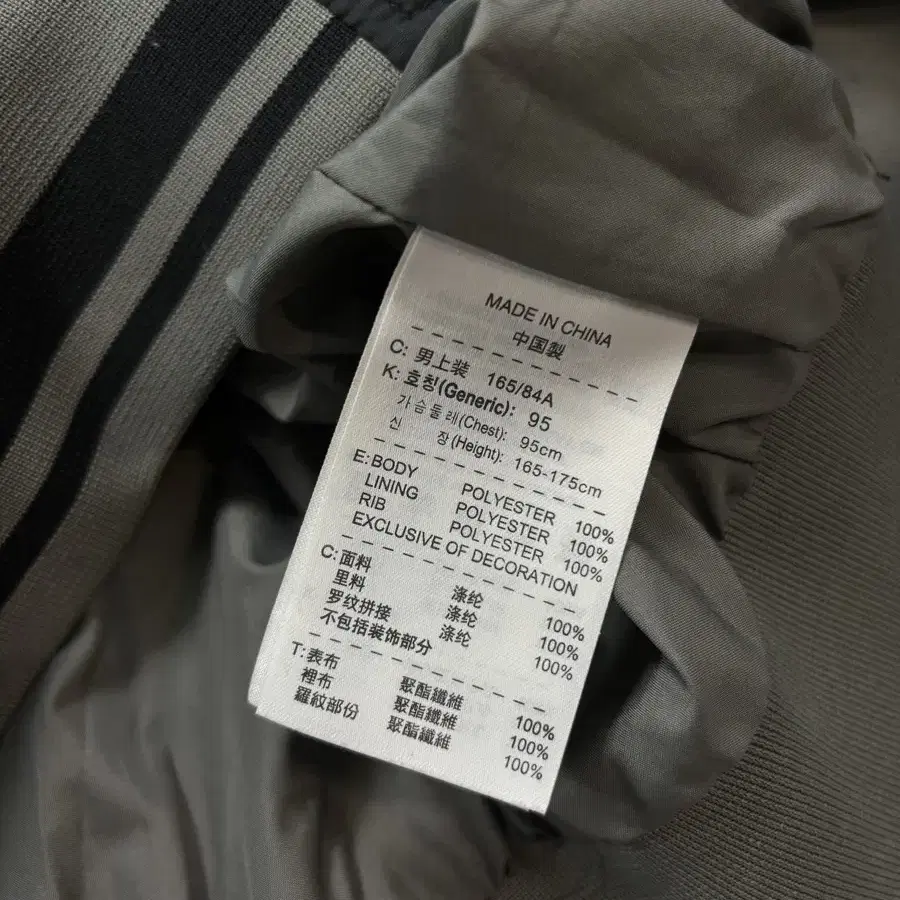 MADE IN CHINA
中国製
C: 男上装 165/84A
K: 호칭(Generic): 95
가슴둘레(Chest): 95cm
신 장(Height): 165-175cm
E: BODY POLYESTER 100%
LINING POLYESTER 100%
RIB POLYESTER 100%
EXCLUSIVE OF DECORATION
C: 面料 涤纶 100%
里料 涤纶 100%
罗纹拼接 涤纶 100%
不包括装饰部分
T: 表布 聚酯纖維 100%
裡布 聚酯纖維 100%
羅紋部份 聚酯纖維 100%